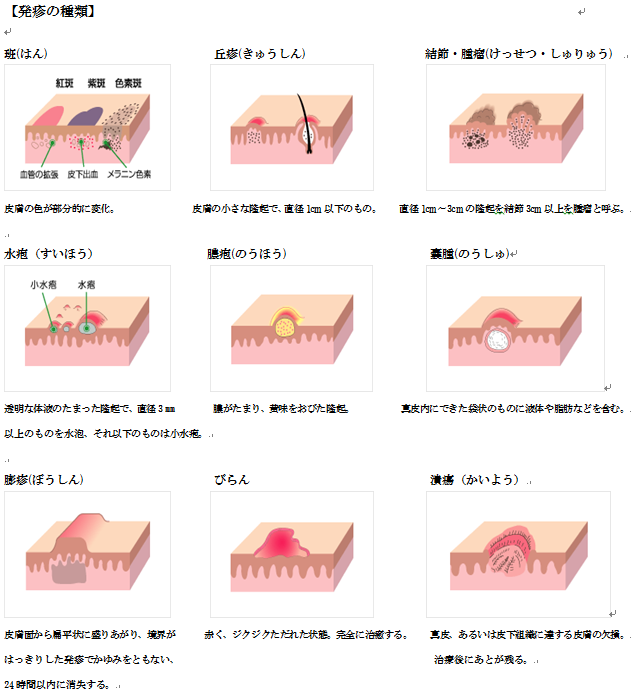 【発疹の種類】
斑(はん)
丘疹(きゅうしん)
結節・腫瘤(けっせつ・しゅりゅう)
紅斑 紫斑 色素斑
血管の拡張 皮下出血 メラニン色素
皮膚の色が部分的に変化。
皮膚の小さな隆起で、直径1cm以下のもの。
直径1cm～3cmの隆起を結節3cm以上を腫瘤と呼ぶ。
水疱（すいほう）
膿疱(のうほう)
嚢腫(のうしゅ)
小水疱 水疱
透明な体液のたまった隆起で、直径3㎜
以上のものを水泡、それ以下のものは小水疱。
膿がたまり、黄味をおびた隆起。
真皮内にできた袋状のものに液体や脂肪などを含む。
膨疹(ぼうしん)
びらん
潰瘍（かいよう）
皮膚面から扁平状に盛りあがり、境界が
はっきりした発疹でかゆみをともない、
24時間以内に消失する。
赤く、ジクジクただれた状態。完全に治癒する。
真皮、あるいは皮下組織に達する皮膚の欠損。
治療後にあとが残る。